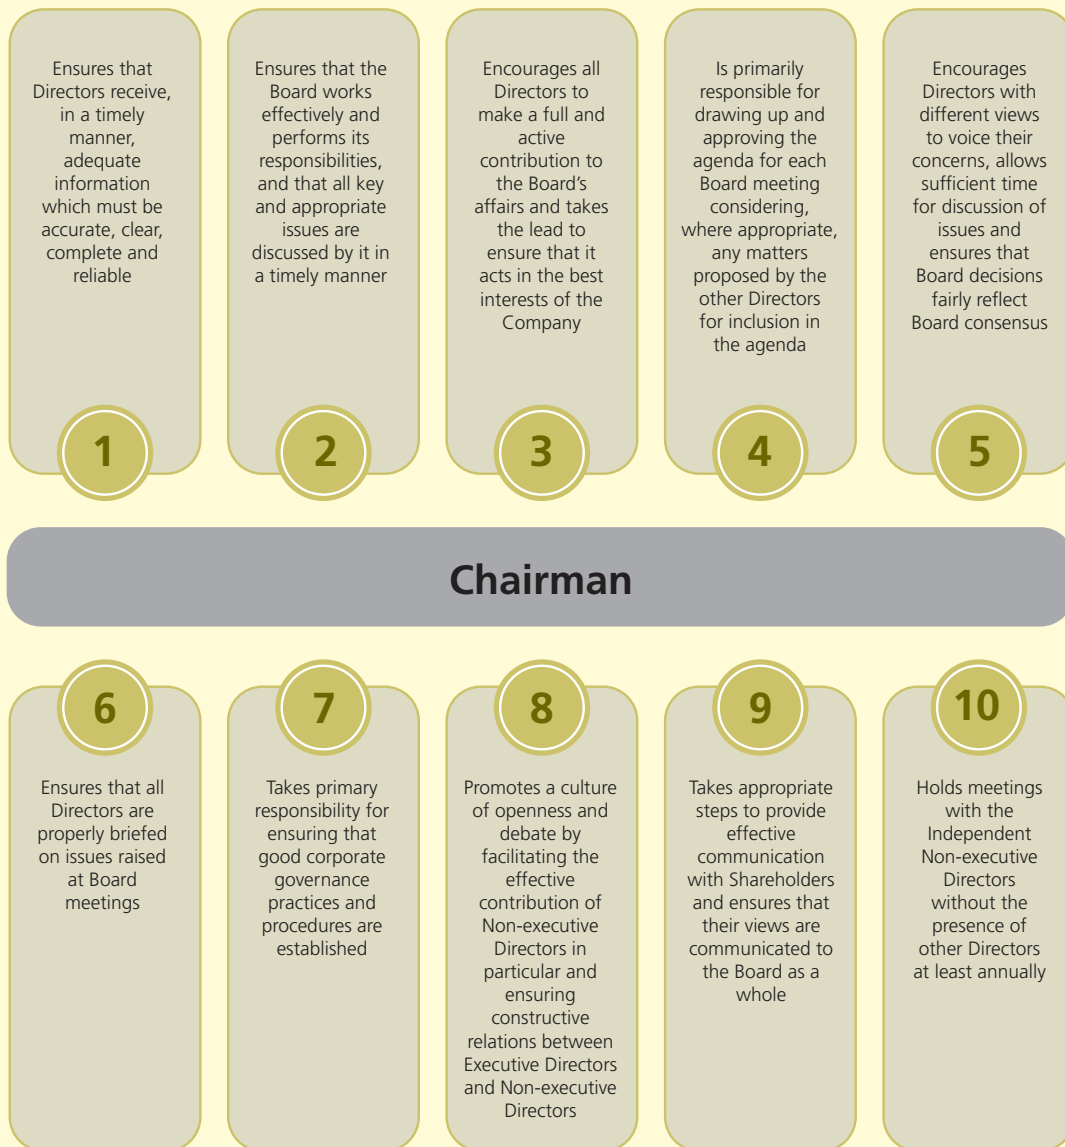 Ensures that
Directors receive,
in a timely
manner,
adequate
information
which must be
accurate, clear,
complete and
reliable
1
Ensures that the
Board works
effectively and
performs its
responsibilities,
and that all key
and appropriate
issues are
discussed by it in
a timely manner
2
Encourages all
Directors to
make a full and
active
contribution to
the Board's
affairs and takes
the lead to
ensure that it
acts in the best
interests of the
Company
3
Is primarily
responsible for
drawing up and
approving the
agenda for each
Board meeting
considering,
where appropriate,
any matters
proposed by the
other Directors
for inclusion in
the agenda
4
Encourages
Directors with
different views
to voice their
concerns, allows
sufficient time
for discussion of
issues and
ensures that
Board decisions
fairly reflect
Board consensus
5
Chairman
6
Ensures that all
Directors are
properly briefed
on issues raised
at Board
meetings
7
Takes primary
responsibility for
ensuring that
good corporate
governance
practices and
procedures are
established
8
Promotes a culture
of openness and
debate by
facilitating the
effective
contribution of
Non-executive
Directors in
particular and
ensuring
constructive
relations between
Executive Directors
and Non-executive
Directors
9
Takes appropriate
steps to provide
effective
communication
with Shareholders
and ensures that
their views are
communicated to
the Board as a
whole
10
Holds meetings
with the
Independent
Non-executive
Directors
without the
presence of
other Directors
at least annually